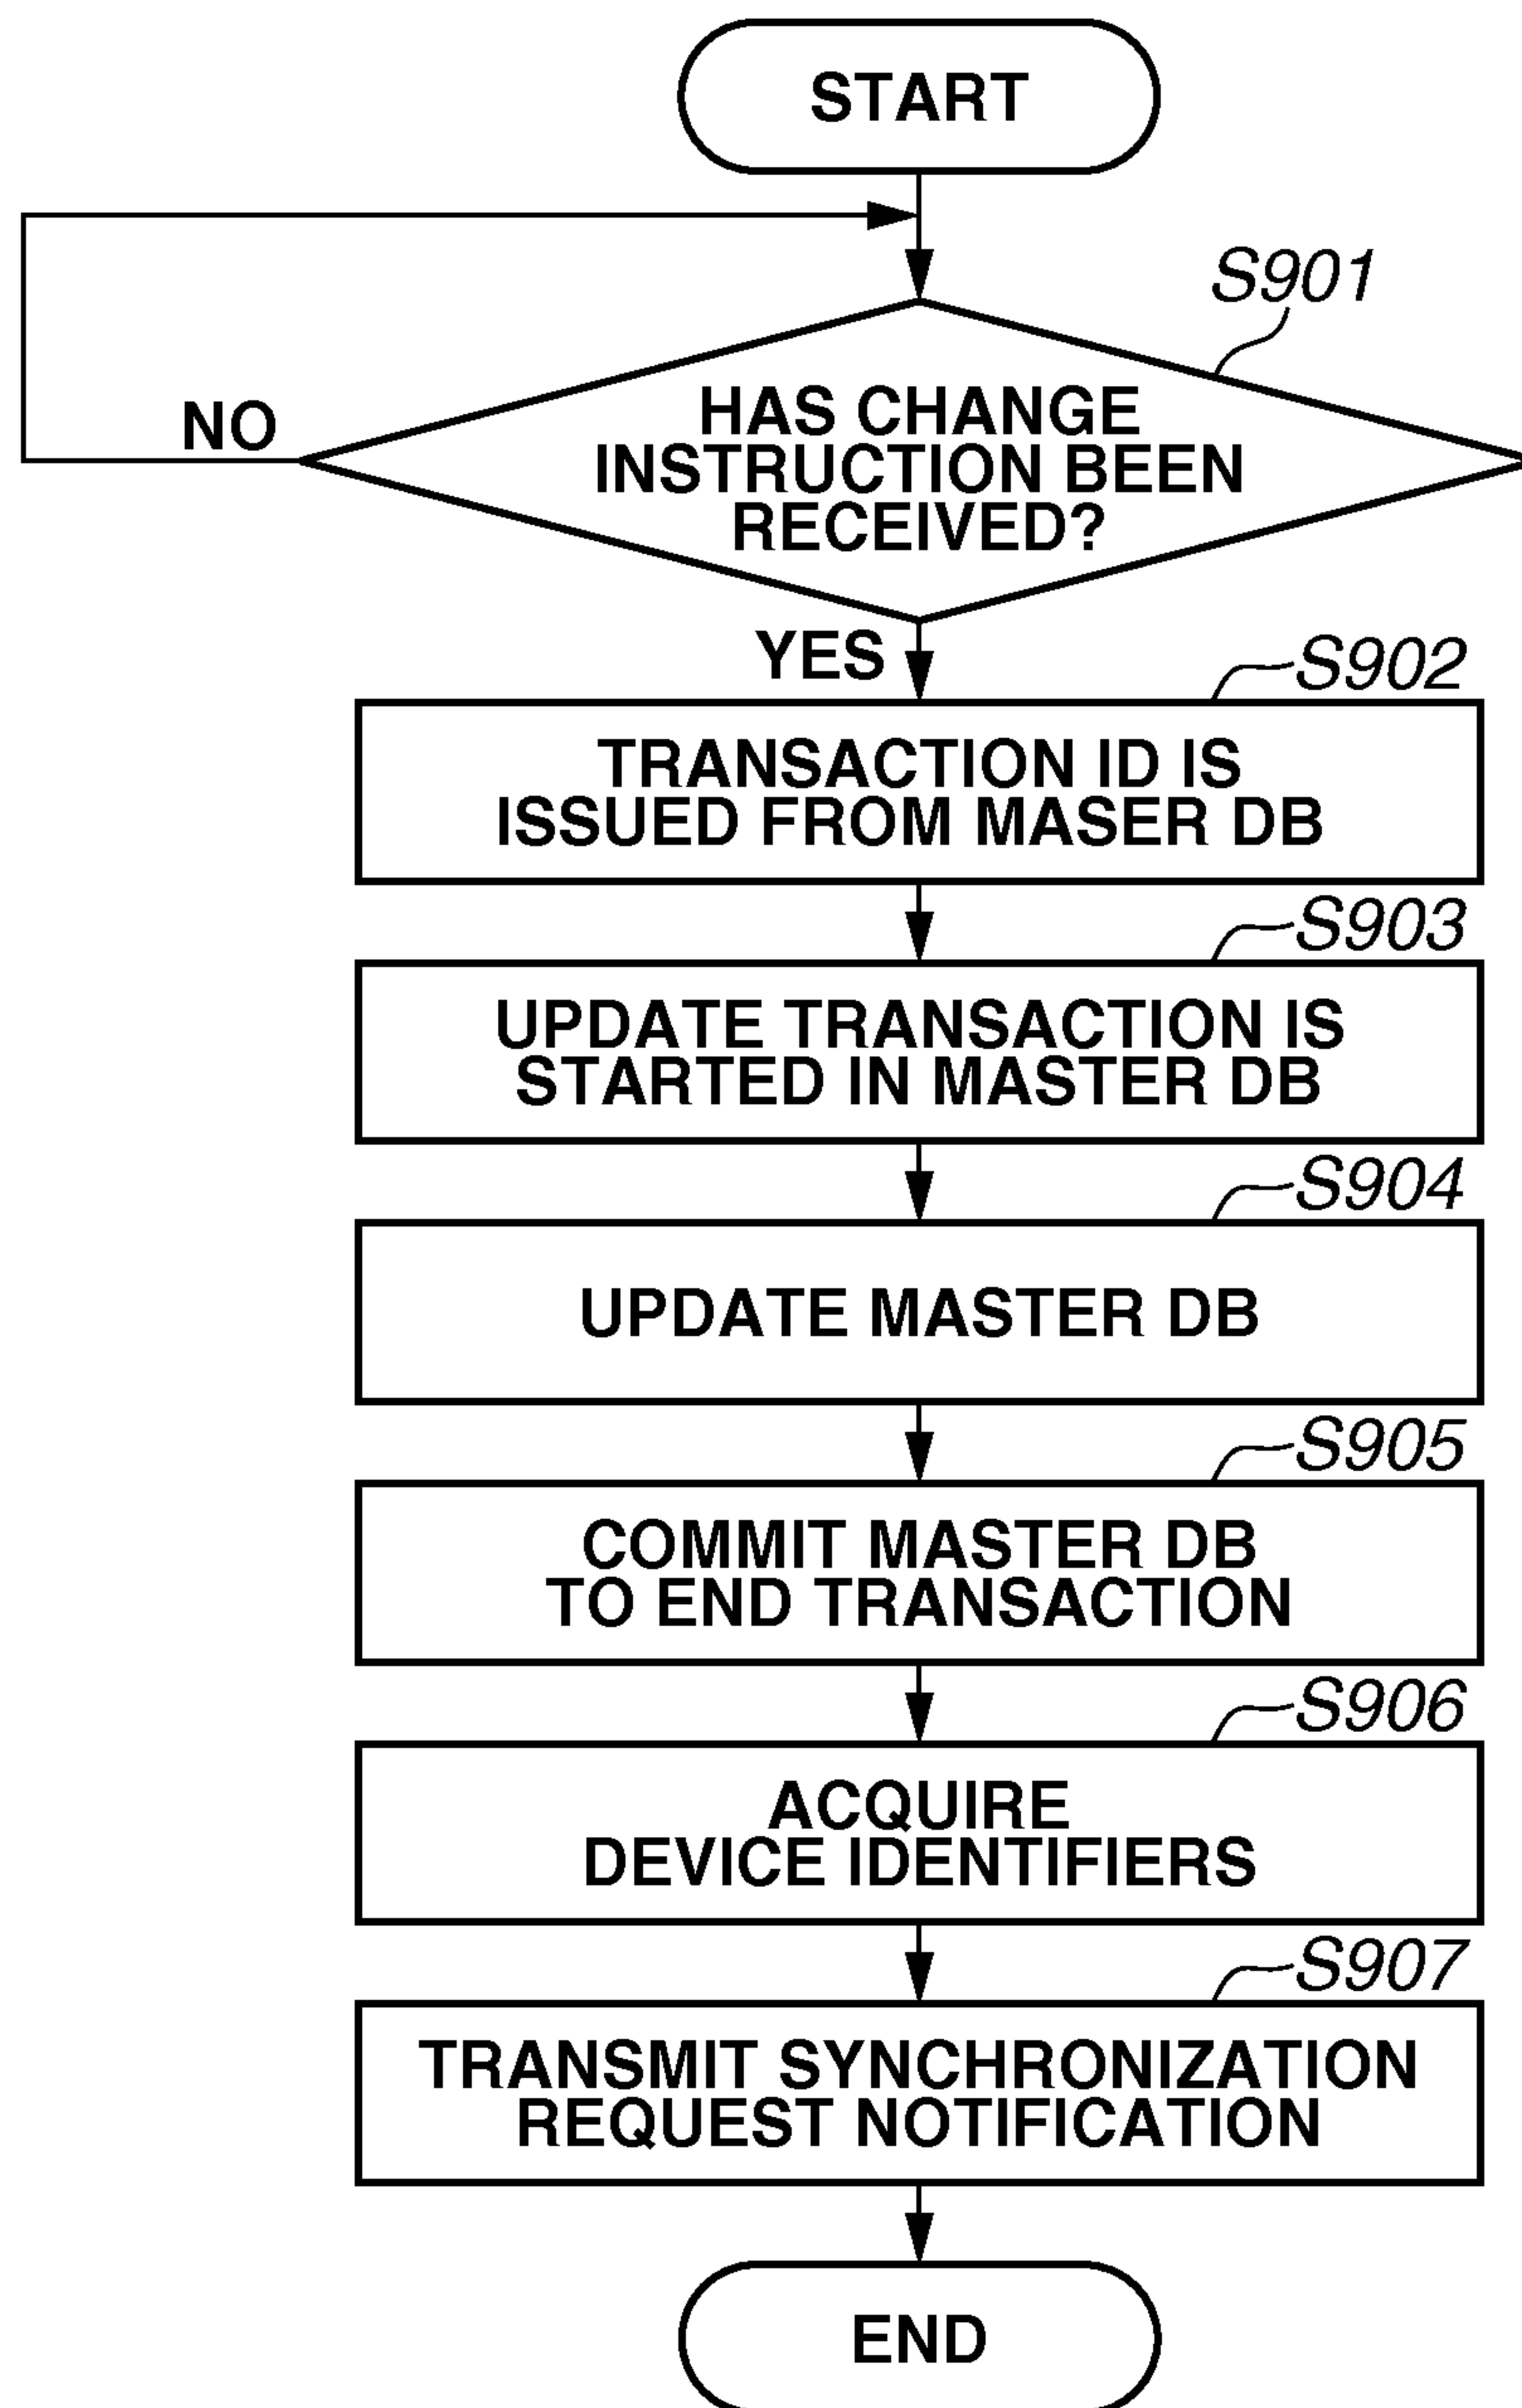 START
S901
HAS CHANGE
INSTRUCTION BEEN
RECEIVED?
NO
YES
S902
TRANSACTION ID IS
ISSUED FROM MASER DB
S903
UPDATE TRANSACTION IS
STARTED IN MASTER DB
S904
UPDATE MASTER DB
S905
COMMIT MASTER DB
TO END TRANSACTION
S906
ACQUIRE
DEVICE IDENTIFIERS
S907
TRANSMIT SYNCHRONIZATION
REQUEST NOTIFICATION
END